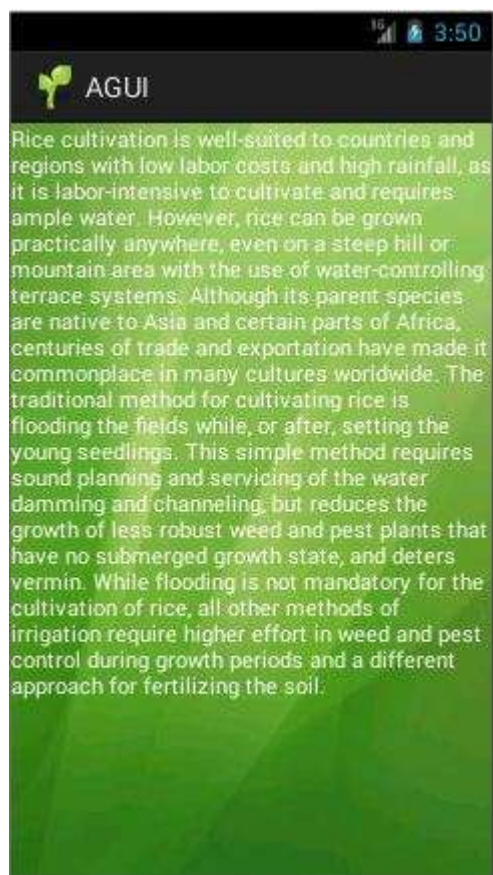 3G 3:50
AGUI
Rice cultivation is well-suited to countries and
regions with low labor costs and high rainfall, as
it is labor-intensive to cultivate and requires
ample water. However, rice can be grown
practically anywhere, even on a steep hill or
mountain area with the use of water-controlling
terrace systems. Although its parent species
are native to Asia and certain parts of Africa,
centuries of trade and exportation have made it
commonplace in many cultures worldwide. The
traditional method for cultivating rice is
flooding the fields while, or after, setting the
young seedlings. This simple method requires
sound planning and servicing of the water
damming and channeling, but reduces the
growth of less robust weed and pest plants that
have no submerged growth state, and deters
vermin. While flooding is not mandatory for the
cultivation of rice, all other methods of
irrigation require higher effort in weed and pest
control during growth periods and a different
approach for fertilizing the soil.